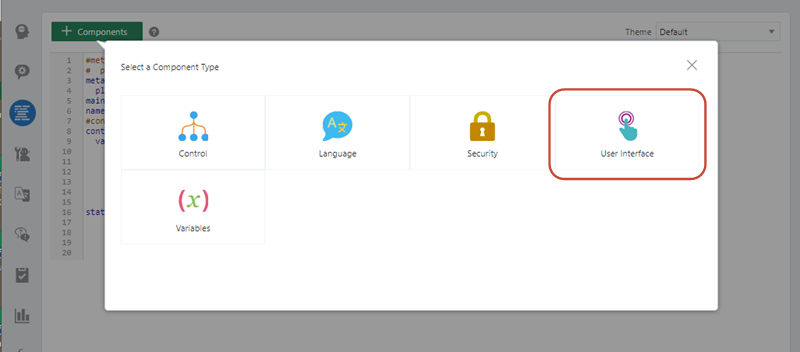 + Components
Theme Default
1 #met
2 # p
3 meta
4 pl
5 main
6 name
7 #con
8 cont
9 va
10
11
12
13
14
15
16 stat
17
18
19
20
Select a Component Type
Control
Language
Security
User Interface
(x)
Variables